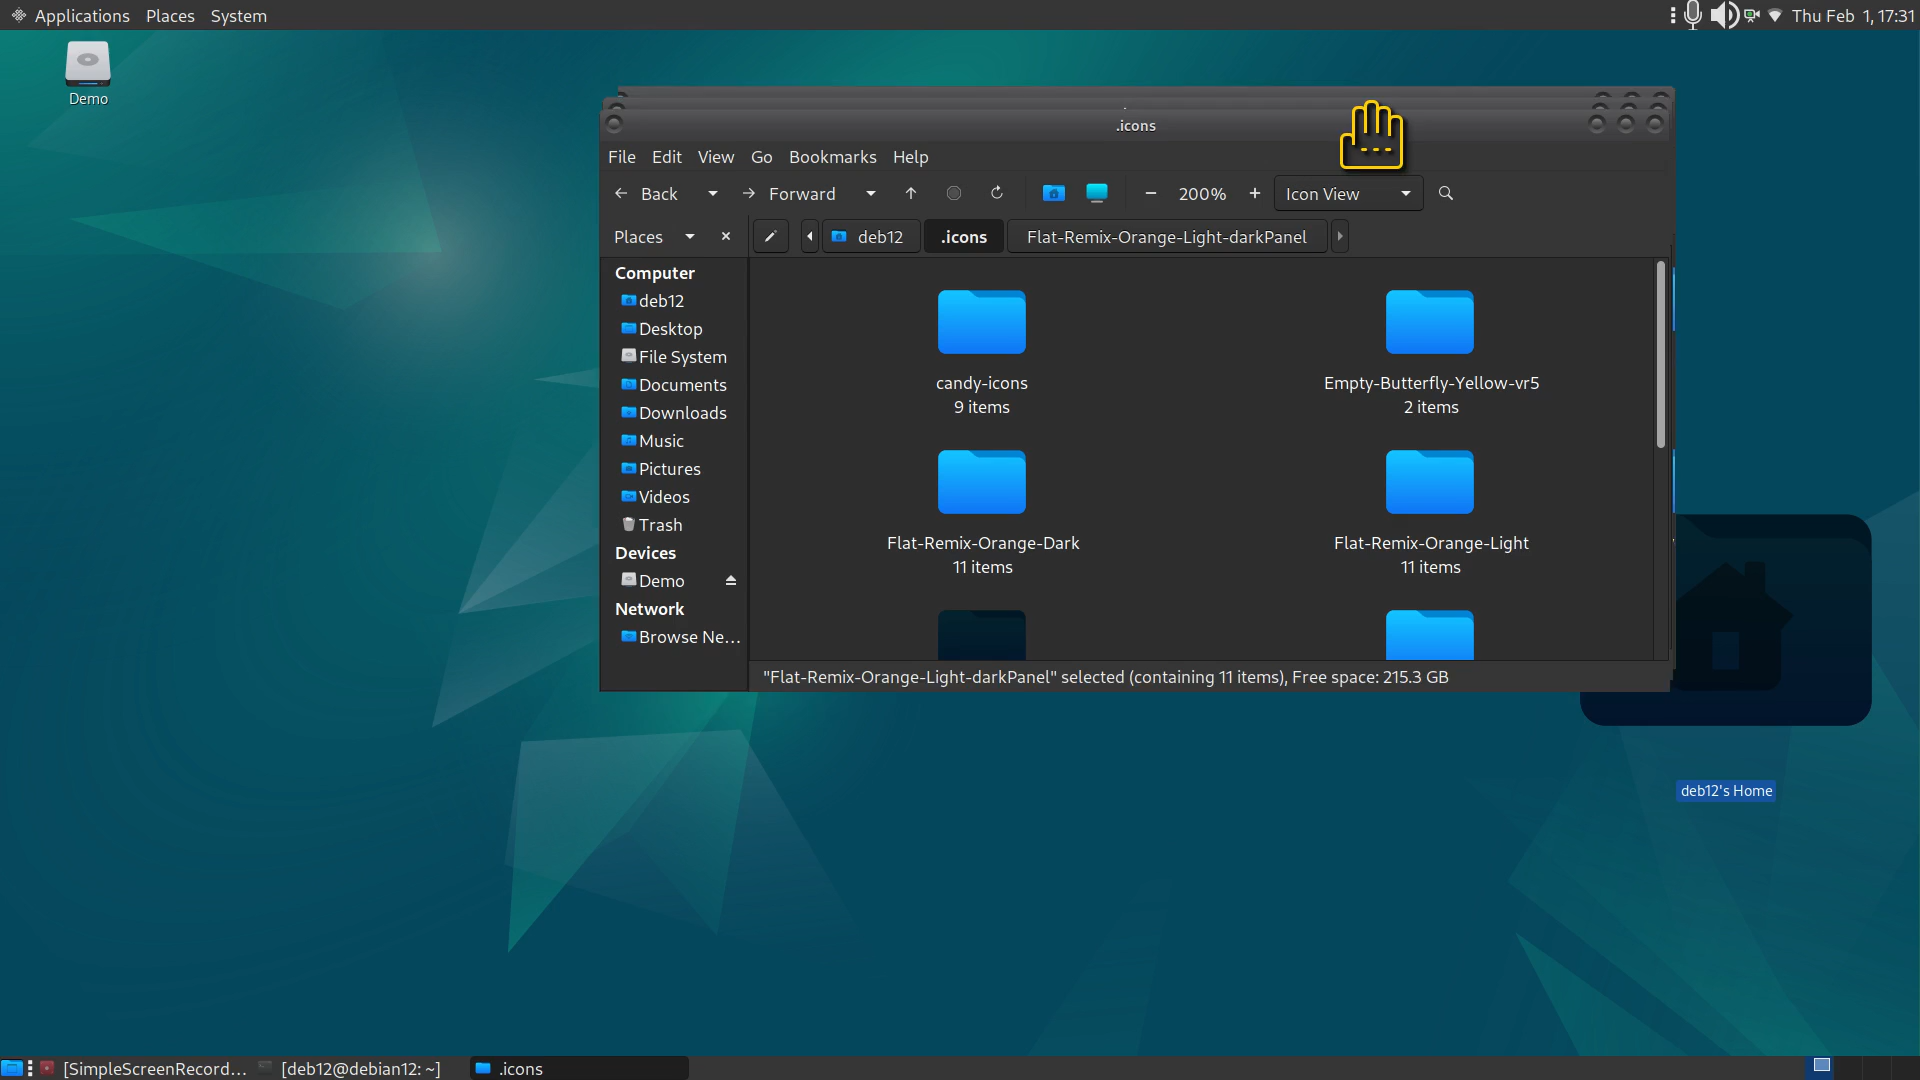 Applications Places System
Thu Feb 1, 17:31
Demo
.icons
File Edit View Go Bookmarks Help
Back Forward 200% Icon View
Places deb12 .icons Flat-Remix-Orange-Light-darkPanel
Computer
deb12
Desktop
File System
Documents
Downloads
Music
Pictures
Videos
Trash
Devices
Demo
Network
Browse Ne...
candy-icons
9 items
Empty-Butterfly-Yellow-vr5
2 items
Flat-Remix-Orange-Dark
11 items
Flat-Remix-Orange-Light
11 items
"Flat-Remix-Orange-Light-darkPanel" selected (containing 11 items), Free space: 215.3 GB
deb12's Home
[SimpleScreenRecord... [deb12@debian12: ~] .icons